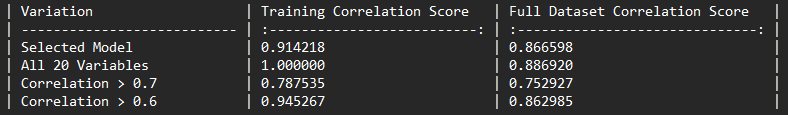 | Variation | Training Correlation Score | Full Dataset Correlation Score |
| --------------------------- | :-------------------------: | :-----------------------------: |
| Selected Model | 0.914218 | 0.866598 |
| All 20 Variables | 1.000000 | 0.886920 |
| Correlation > 0.7 | 0.787535 | 0.752927 |
| Correlation > 0.6 | 0.945267 | 0.862985 |